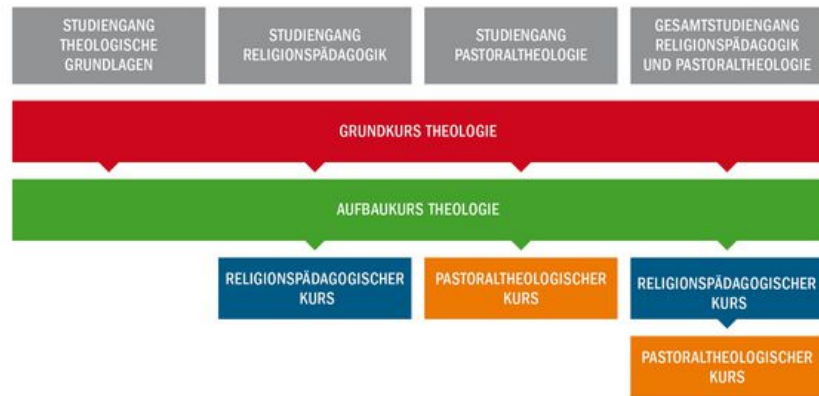 STUDIENGANG
THEOLOGISCHE
GRUNDLAGEN
STUDIENGANG
RELIGIONSPÄDAGOGIK
STUDIENGANG
PASTORALTHEOLOGIE
GESAMTSTUDIENGANG
RELIGIONSPÄDAGOGIK
UND PASTORALTHEOLOGIE
GRUNDKURS THEOLOGIE
AUFBAUKURS THEOLOGIE
RELIGIONSPÄDAGOGISCHER
KURS
PASTORALTHEOLOGISCHER
KURS
RELIGIONSPÄDAGOGISCHER
KURS
PASTORALTHEOLOGISCHER
KURS